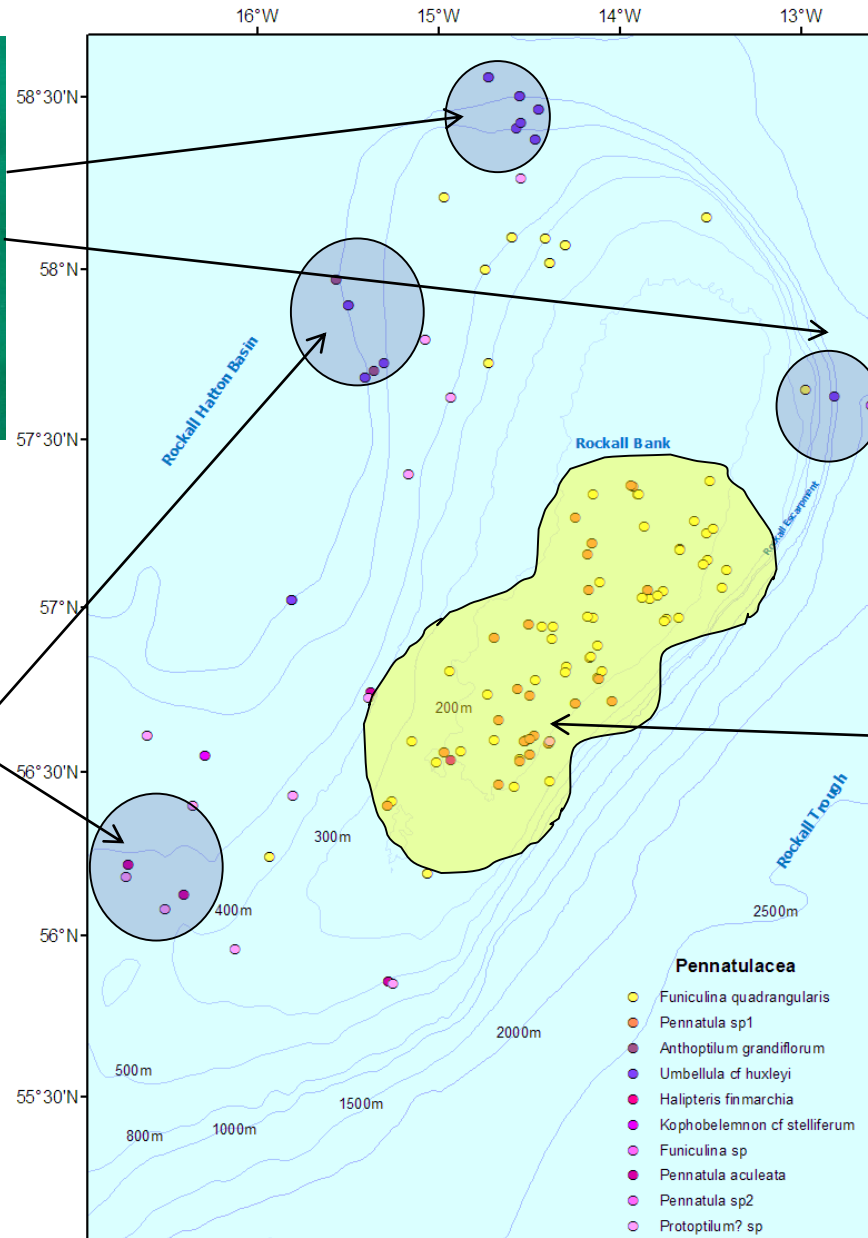 16°W 15°W 14°W 13°W
58°30'N
58°N
57°30'N
57°N
56°30'N
56°N
55°30'N
Rockall Hatton Basin
Rockall Bank
Rockall Escarpment
200m
Rockall Trough
300m
400m
2500m
2000m
500m
1500m
1000m
800m
Pennatulacea
Funiculina quadrangularis
Pennatula sp1
Anthoptilum grandiflorum
Umbellula cf huxleyi
Halipteris finmarchia
Kophobelemnon cf stelliferum
Funiculina sp
Pennatula aculeata
Pennatula sp2
Protoptilum? sp